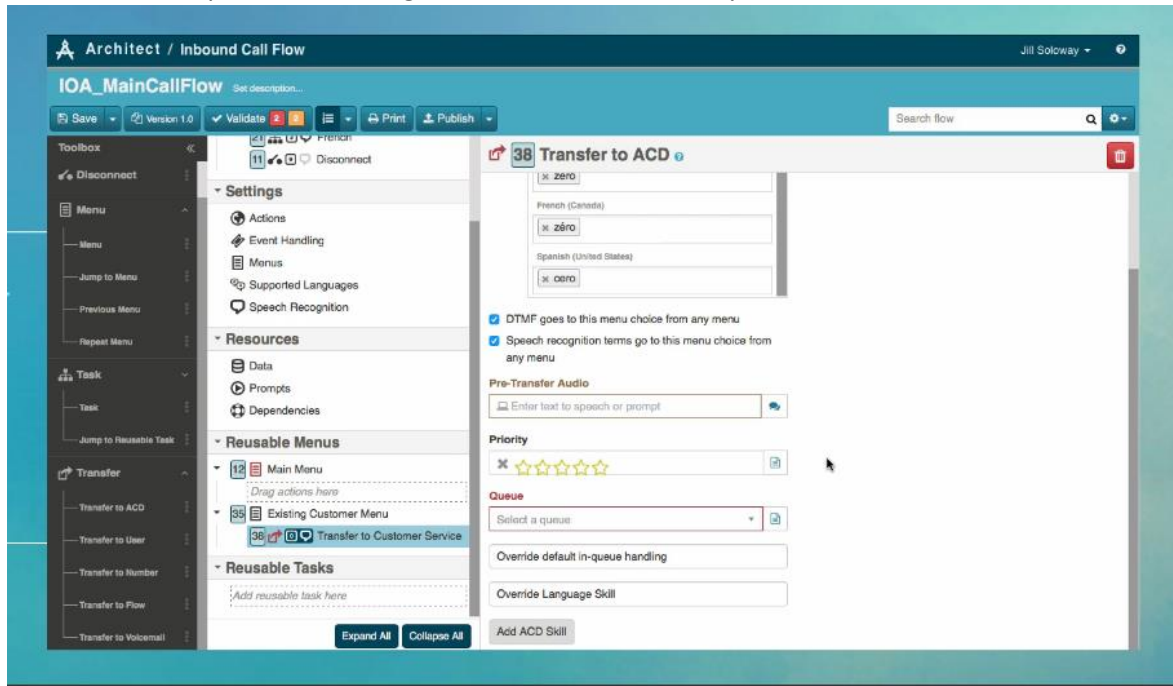 Architect / Inbound Call Flow
Jill Soloway
IOA_MainCallFlow Set description...
Save
Version 1.0
Validate 2
Print
Publish
Search flow
Toolbox
Disconnect
Menu
Menu
Jump to Menu
Previous Menu
Repeat Menu
Task
Task
Jump to Reusable Task
Transfer
Transfer to ACD
Transfer to User
Transfer to Number
Transfer to Flow
Transfer to Voicemail
21 French
11 Disconnect
Settings
Actions
Event Handling
Menus
Supported Languages
Speech Recognition
Resources
Data
Prompts
Dependencies
Reusable Menus
12 Main Menu
Drag actions here
35 Existing Customer Menu
38 0 Transfer to Customer Service
Reusable Tasks
Add reusable task here
Expand All
Collapse All
38 Transfer to ACD
zero
French (Canada)
zéro
Spanish (United States)
cero
DTMF goes to this menu choice from any menu
Speech recognition terms go to this menu choice from
any menu
Pre-Transfer Audio
Enter text to speech or prompt
Priority
Queue
Select a queue
Override default in-queue handling
Override Language Skill
Add ACD Skill